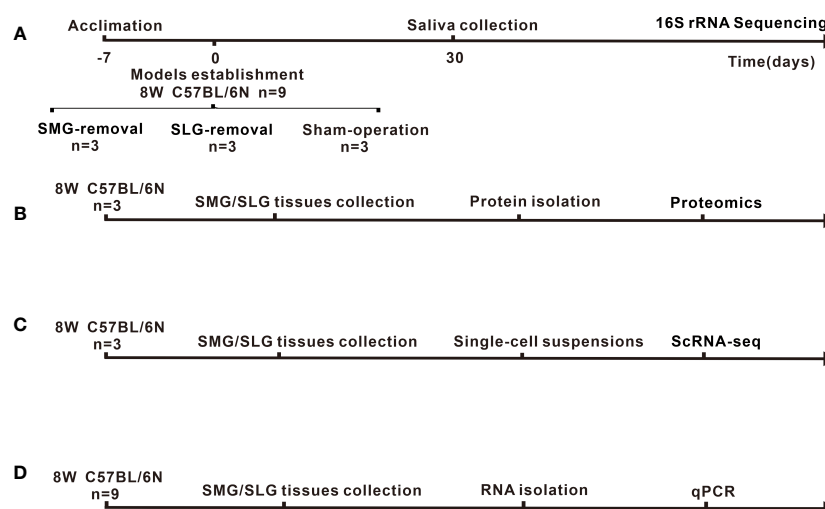 A
Acclimation
Saliva collection
16S rRNA Sequencing
-7
0
30
Time(days)
Models establishment
8W C57BL/6N n=9
SMG-removal
n=3
SLG-removal
n=3
Sham-operation
n=3
B
8W C57BL/6N
n=3
SMG/SLG tissues collection
Protein isolation
Proteomics
C
8W C57BL/6N
n=3
SMG/SLG tissues collection
Single-cell suspensions
ScRNA-seq
D
8W C57BL/6N
n=9
SMG/SLG tissues collection
RNA isolation
qPCR